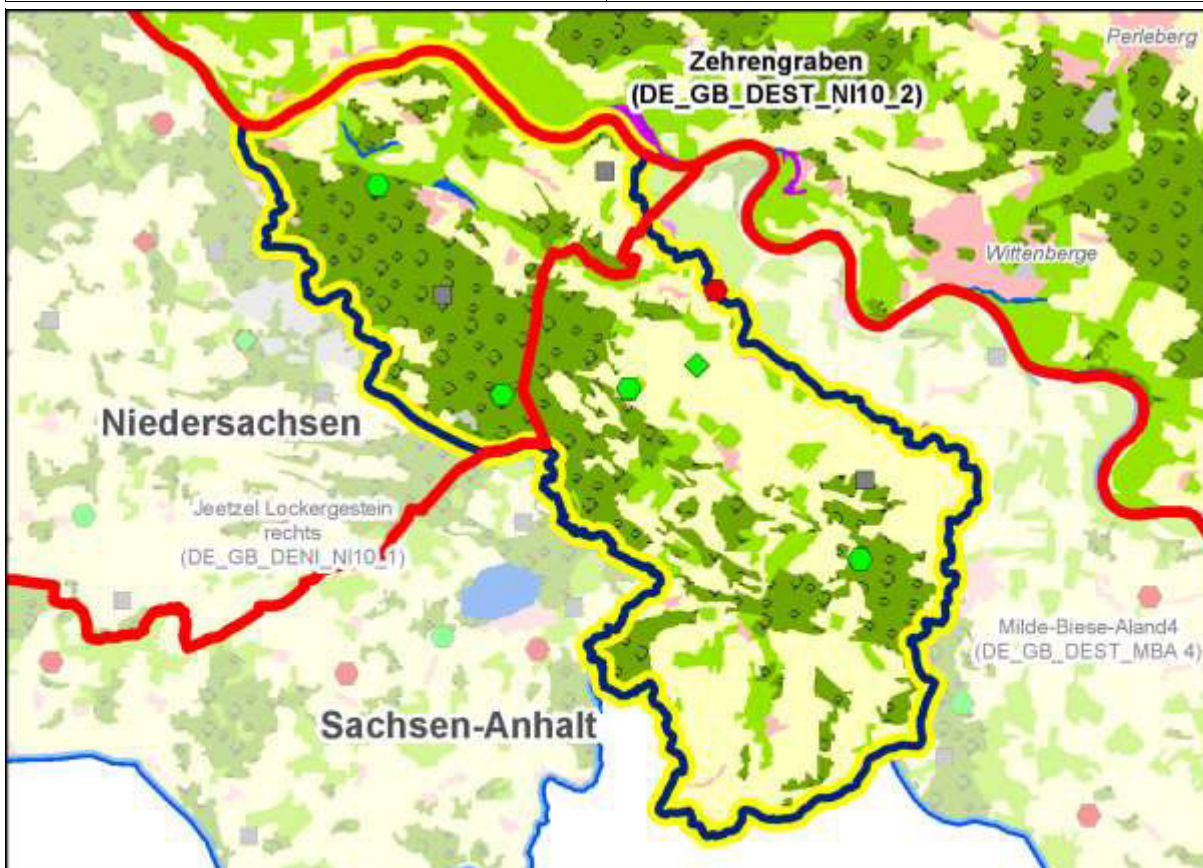 Perleberg
Zehrengraben
(DE_GB_DEST_NI10_2)
Wittenberge
Niedersachsen
Jeetzel Lockergestein
rechts
(DE_GB_DENI_NI10_1)
Milde-Biese-Aland4
(DE_GB_DEST_MBA 4)
Sachsen-Anhalt